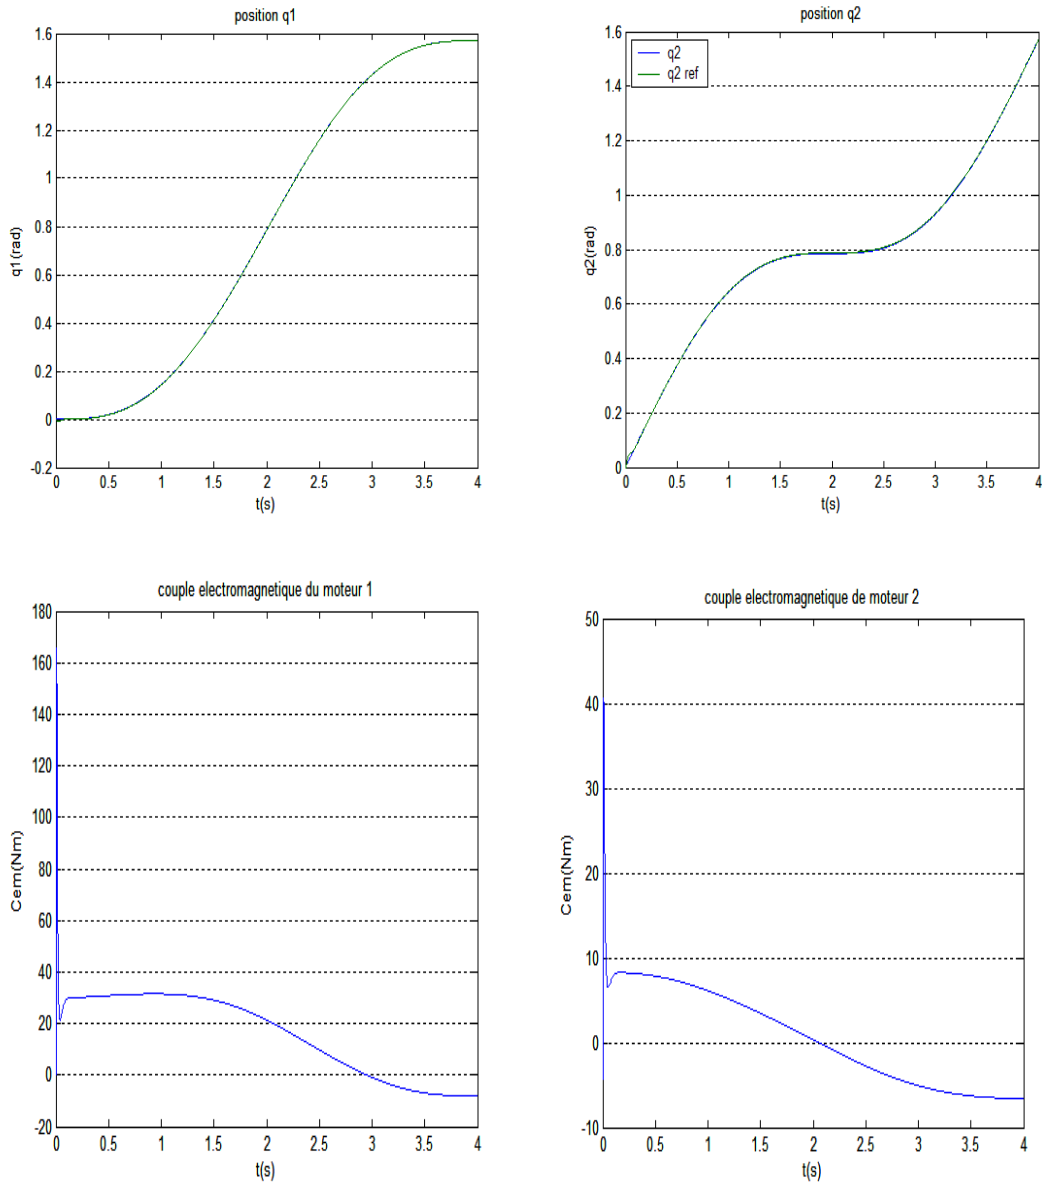 position q1
1.6
1.4
1.2
1
0.8
0.6
0.4
0.2
0
-0.2
q1(rad)
0 0.5 1 1.5 2 2.5 3 3.5 4
t(s)
position q2
q2
q2 ref
1.6
1.4
1.2
1
0.8
0.6
0.4
0.2
0
q2(rad)
0 0.5 1 1.5 2 2.5 3 3.5 4
t(s)
couple electromagnetique du moteur 1
180
160
140
120
100
80
60
40
20
0
-20
Cem(Nm)
0 0.5 1 1.5 2 2.5 3 3.5 4
t(s)
couple electromagnetique de moteur 2
50
40
30
20
10
0
-10
Cem(Nm)
0 0.5 1 1.5 2 2.5 3 3.5 4
t(s)